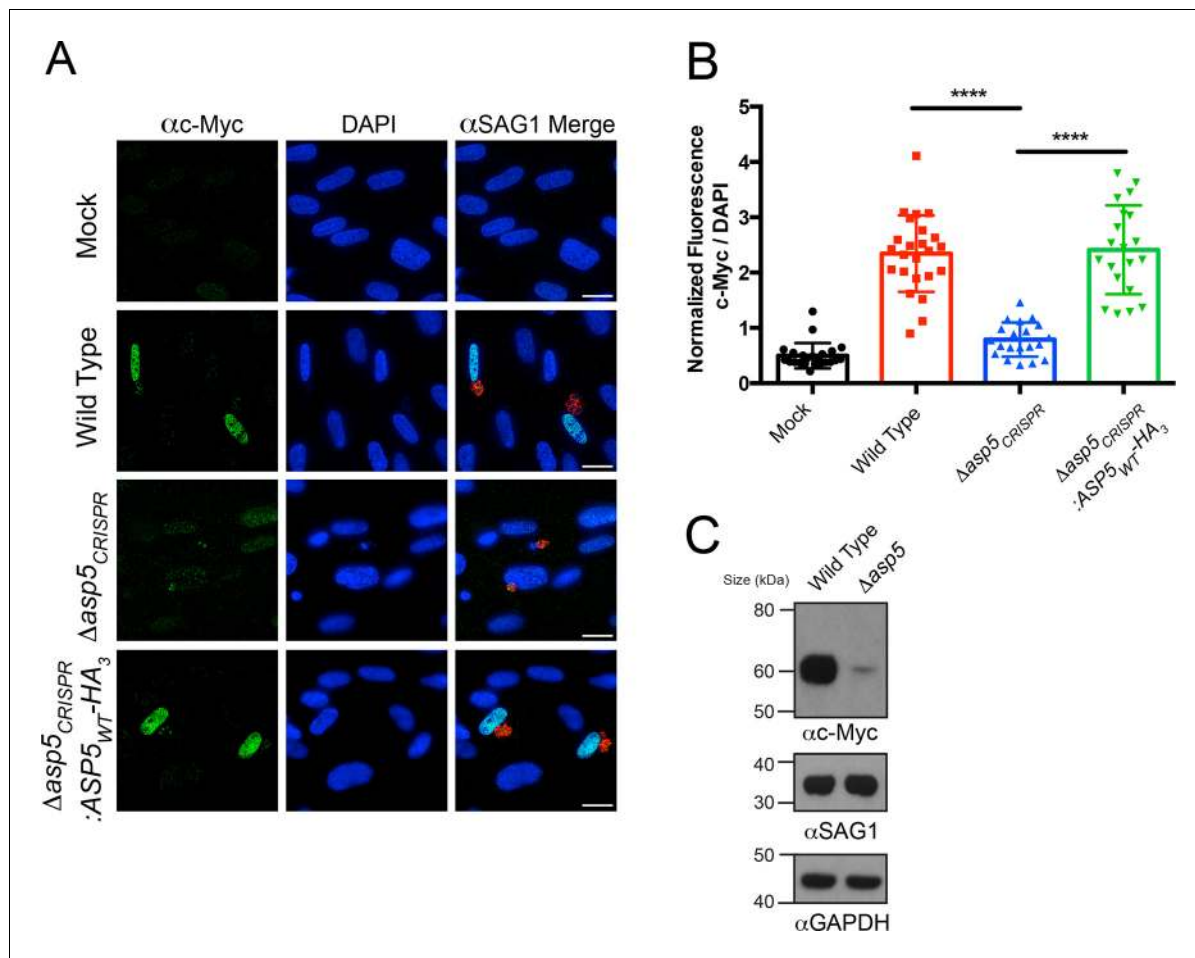 A
αc-Myc DAPI αSAG1 Merge
Mock
Wild Type
Δasp5CRISPR
Δasp5CRISPR
:ASP5WT-HA3
B
****
****
Normalized Fluorescence
c-Myc / DAPI
5
4
3
2
1
0
Mock
Wild Type
Δasp5CRISPR
Δasp5CRISPR
:ASP5WT-HA3
C
Size (kDa)
Wild Type
Δasp5
80
60
50
αc-Myc
40
30
αSAG1
50
40
αGAPDH